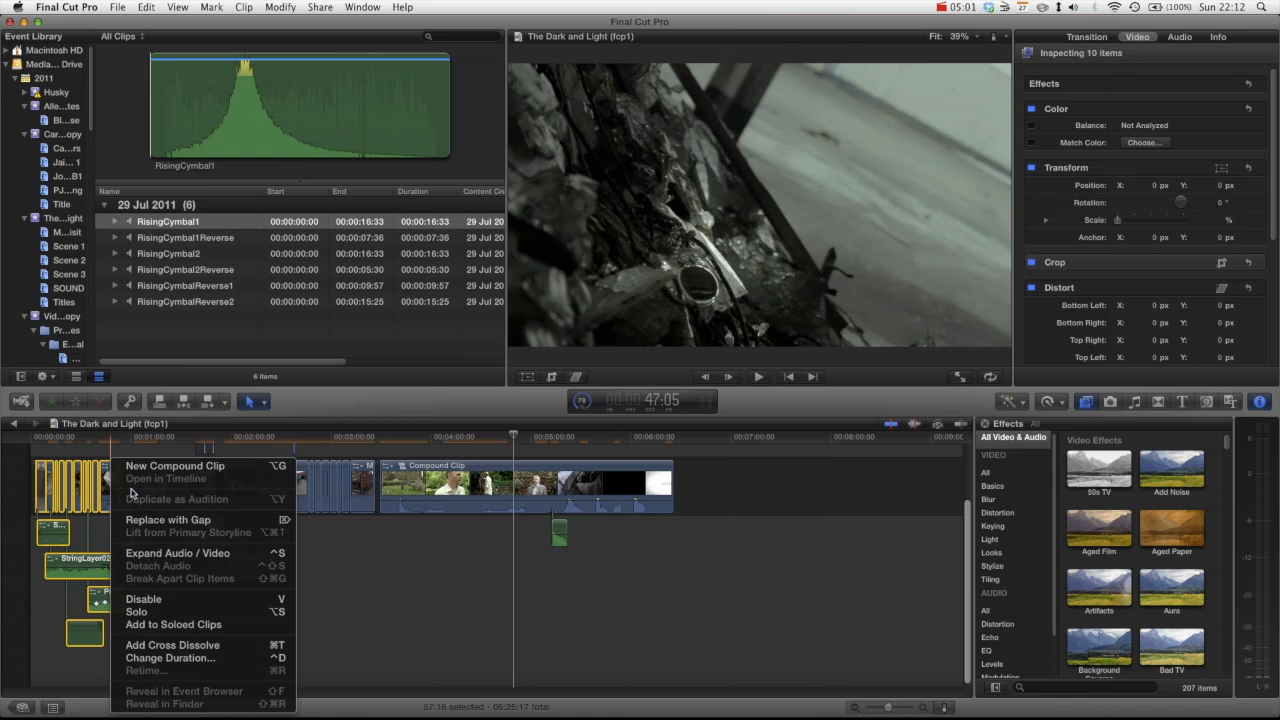 Final Cut Pro File Edit View Mark Clip Modify Share Window Help 05:01 27 (100%) Sun 22:12
Final Cut Pro
Event Library
All Clips
The Dark and Light (fcp1)
Fit: 39%
Transition Video Audio Info
Macintosh HD
Media... Drive
2011
Husky
Alle...tes
Bl...se
Car...opy
Ca...rs
Jai... 1
Jo...B1
PJ...ng
Title
The...ight
M...isit
Scene 1
Scene 2
Scene 3
SOUND
Titles
Vid...opy
Pr...es
E...al
...
RisingCymbal1
Name Start End Duration Content Cr
29 Jul 2011 (6)
RisingCymbal1 00:00:00:00 00:00:16:33 00:00:16:33 29 Jul 20
RisingCymbal1Reverse 00:00:00:00 00:00:07:36 00:00:07:36 29 Jul 20
RisingCymbal2 00:00:00:00 00:00:16:33 00:00:16:33 29 Jul 20
RisingCymbal2Reverse 00:00:00:00 00:00:05:30 00:00:05:30 29 Jul 20
RisingCymbalReverse1 00:00:00:00 00:00:09:57 00:00:09:57 29 Jul 20
RisingCymbalReverse2 00:00:00:00 00:00:15:25 00:00:15:25 29 Jul 20
6 items
Inspecting 10 items
Effects
Color
Balance: Not Analyzed
Match Color: Choose...
Transform
Position: X: 0 px Y: 0 px
Rotation: 0 °
Scale: %
Anchor: X: 0 px Y: 0 px
Crop
Distort
Bottom Left: X: 0 px Y: 0 px
Bottom Right: X: 0 px Y: 0 px
Top Right: X: 0 px Y: 0 px
Top Left: X: 0 px Y: 0 px
78 00:00:47:05
The Dark and Light (fcp1)
00:00:00:00 00:01:00:00 00:02:00:00 00:03:00:00 00:04:00:00 00:05:00:00 00:06:00:00 00:07:00:00 00:08:00:00 00:09:0
M
Compound Clip
S...
StringLayer02
New Compound Clip ⌥G
Open in Timeline
Duplicate as Audition ⌥Y
Replace with Gap ⌦
Lift from Primary Storyline ⌥⌘↑
Expand Audio / Video ^S
Detach Audio ^⇧S
Break Apart Clip Items ⇧⌘G
Disable V
Solo ⌥S
Add to Soloed Clips
Add Cross Dissolve ⌘T
Change Duration... ^D
Retime... ⌘R
Reveal in Event Browser ⇧F
Reveal in Finder ⇧⌘R
57:16 selected - 06:25:17 total
Effects All
All Video & Audio
VIDEO
All
Basics
Blur
Distortion
Keying
Light
Looks
Stylize
Tiling
AUDIO
All
Distortion
Echo
EQ
Levels
Modulation
Video Effects
50s TV Add Noise
Aged Film Aged Paper
Artifacts Aura
Background Bad TV
Squares
207 items
6
0
-6
-12
-20
-30
-60
L R